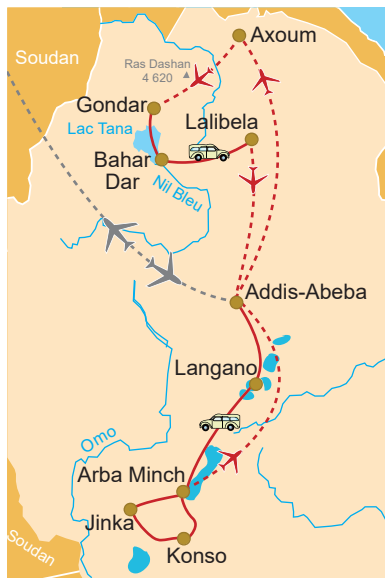 Axoum
Soudan
Ras Dashan
4 620
Gondar
Lalibela
Lac Tana
Bahar
Dar
Nil Bleu
Addis-Abeba
Langano
Omo
Arba Minch
Jinka
Konso
Soudan